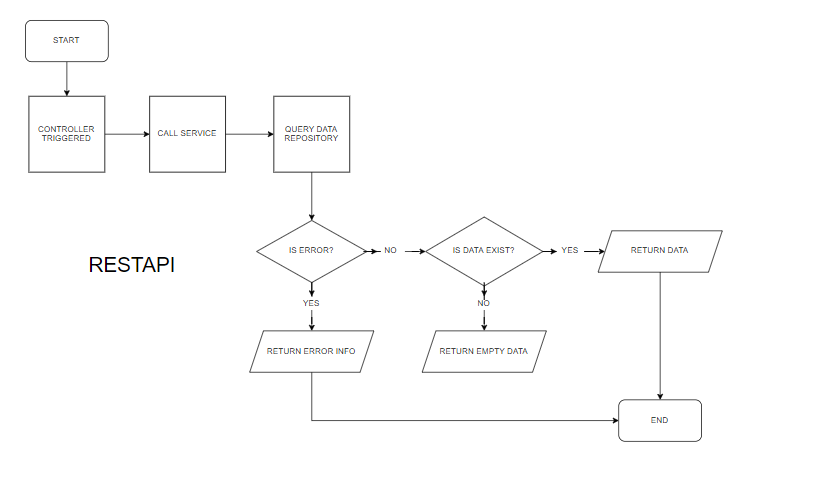 START
CONTROLLER
TRIGGERED
CALL SERVICE
QUERY DATA
REPOSITORY
IS ERROR?
NO
IS DATA EXIST?
YES
RETURN DATA
RESTAPI
YES
NO
RETURN ERROR INFO
RETURN EMPTY DATA
END